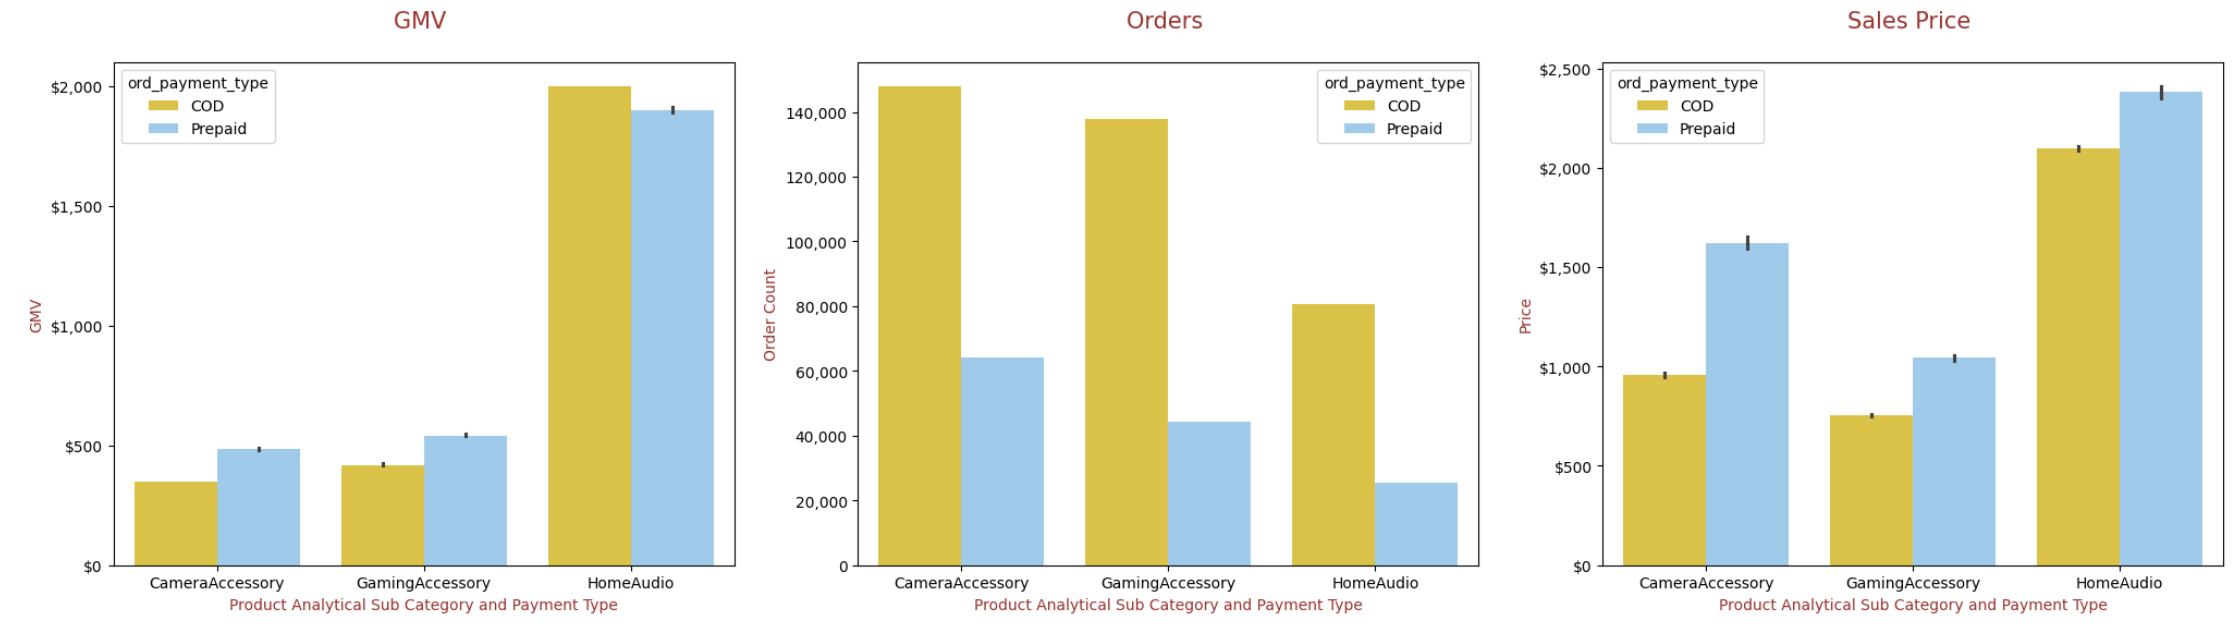 GMV
ord_payment_type
COD
Prepaid
$2,000
$1,500
$1,000
$500
$0
GMV
CameraAccessory
GamingAccessory
HomeAudio
Product Analytical Sub Category and Payment Type
Orders
ord_payment_type
COD
Prepaid
140,000
120,000
100,000
80,000
60,000
40,000
20,000
0
Order Count
CameraAccessory
GamingAccessory
HomeAudio
Product Analytical Sub Category and Payment Type
Sales Price
ord_payment_type
COD
Prepaid
$2,500
$2,000
$1,500
$1,000
$500
$0
Price
CameraAccessory
GamingAccessory
HomeAudio
Product Analytical Sub Category and Payment Type